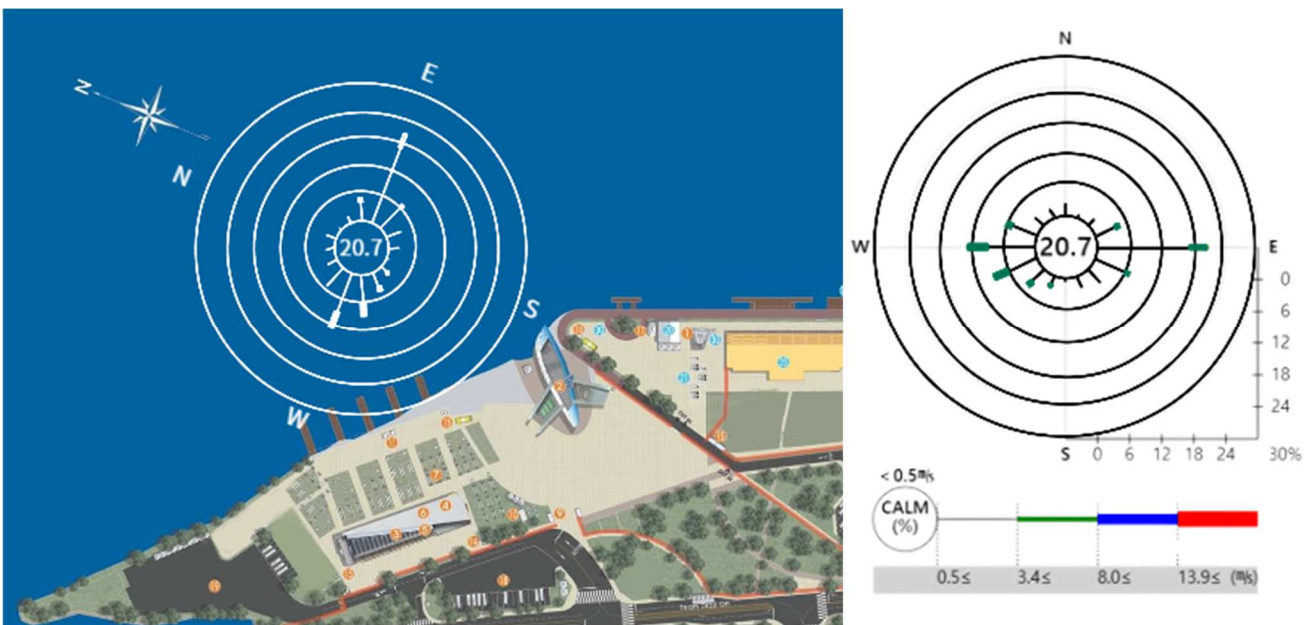 E
N
N
20.7
S
W
N
W
20.7
E
0
6
12
18
24
S 0 6 12 18 24 30%
< 0.5㎧
CALM
(%)
0.5≤ 3.4≤ 8.0≤ 13.9≤ (㎧)